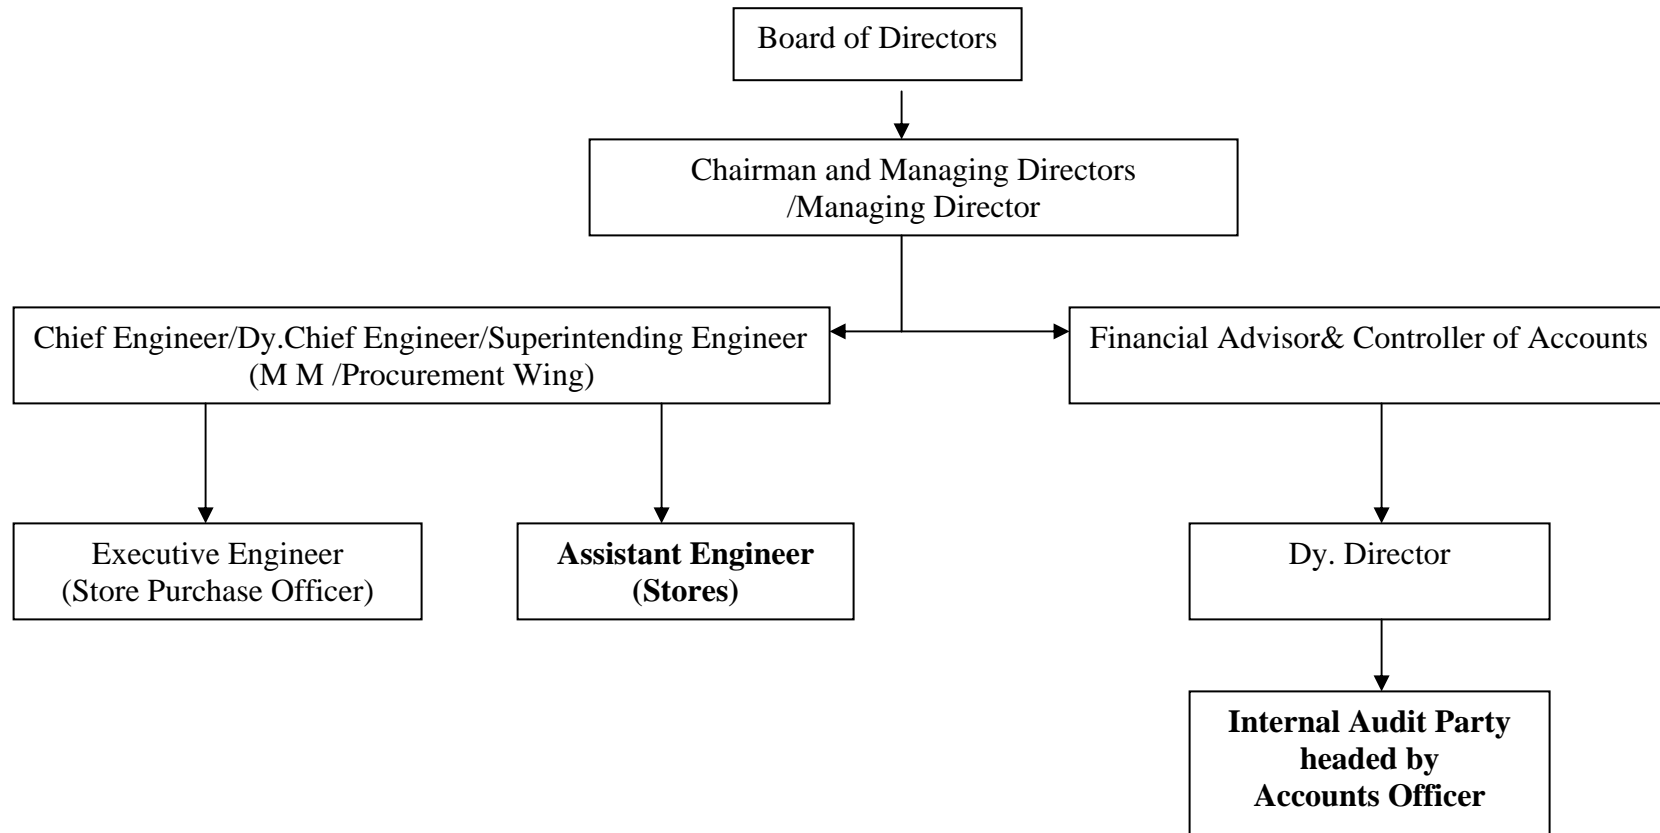 Board of Directors
Chairman and Managing Directors
/Managing Director
Chief Engineer/Dy.Chief Engineer/Superintending Engineer
(M M /Procurement Wing)
Financial Advisor& Controller of Accounts
Executive Engineer
(Store Purchase Officer)
Assistant Engineer
(Stores)
Dy. Director
Internal Audit Party
headed by
Accounts Officer